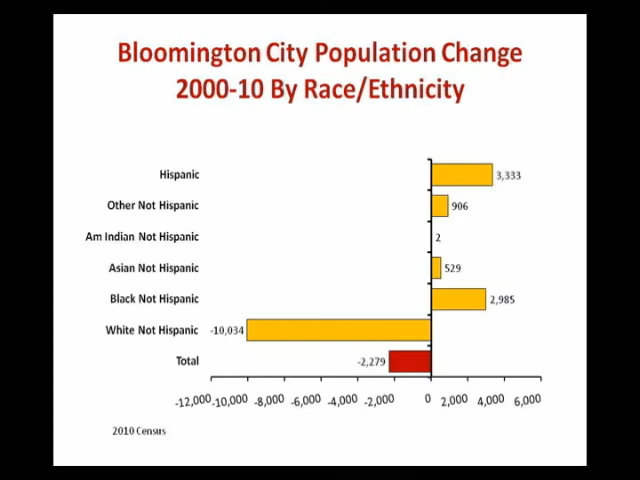 Bloomington City Population Change
2000-10 By Race/Ethnicity
Hispanic 3,333
Other Not Hispanic 906
Am Indian Not Hispanic 2
Asian Not Hispanic 529
Black Not Hispanic 2,985
White Not Hispanic -10,034
Total -2,279
-12,000 -10,000 -8,000 -6,000 -4,000 -2,000 0 2,000 4,000 6,000
2010 Census